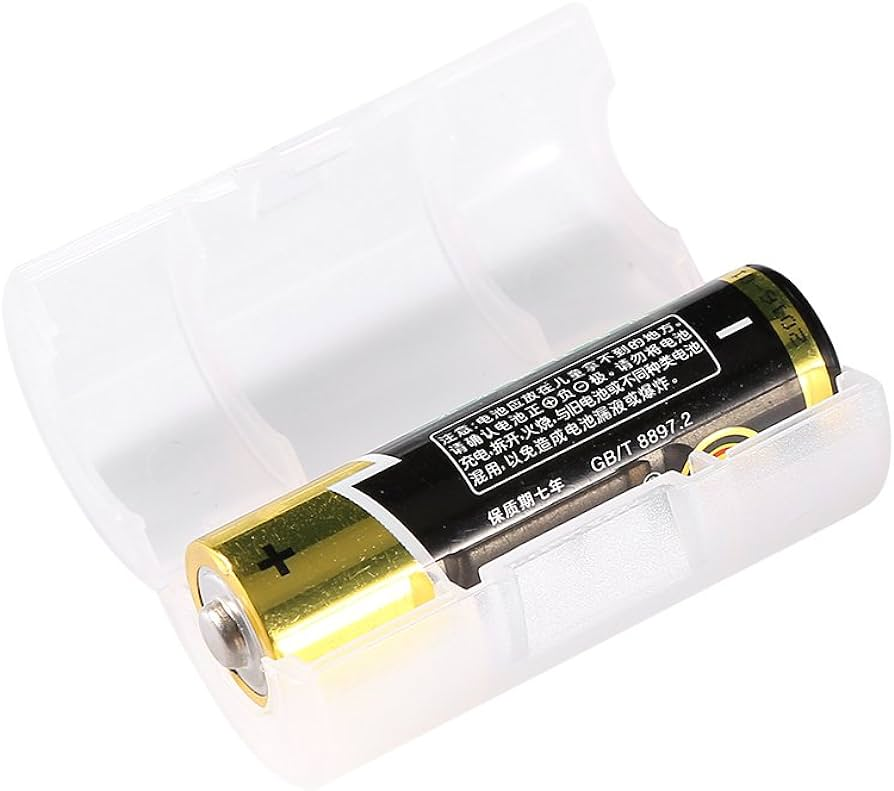 注意:电池应放在儿童拿不到的地方。
请确认电池正⊕负⊖极。请勿将电池
充电,拆开,火烧,与旧电池或不同种类电池
混用,以免造成电池漏液或爆炸。
GB/T 8897.2
保质期七年
+
−